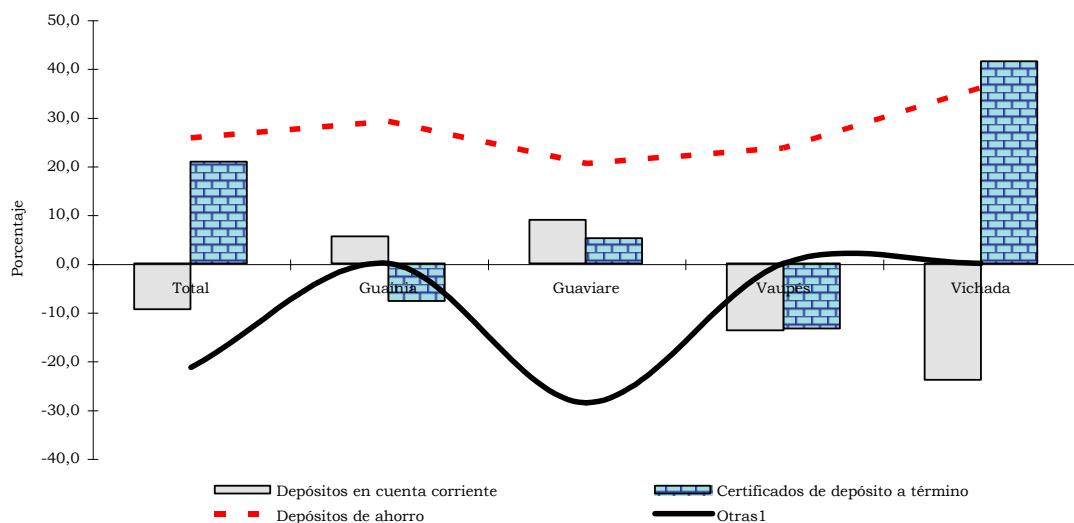 50,0
40,0
30,0
20,0
10,0
0,0
-10,0
-20,0
-30,0
-40,0
Porcentaje
Total Guainía Guaviare Vaupés Vichada
Depósitos en cuenta corriente Certificados de depósito a término
Depósitos de ahorro Otras1